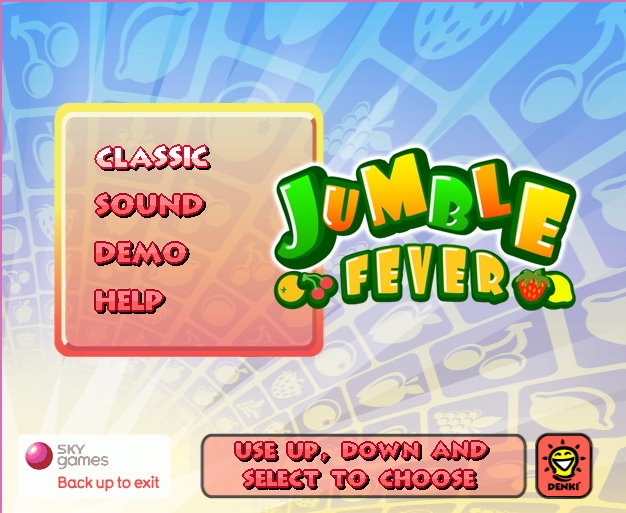 CLASSIC
SOUND
DEMO
HELP
JUMBLE
FEVER
sky
games
Back up to exit
USE UP, DOWN AND
SELECT TO CHOOSE
DENKI